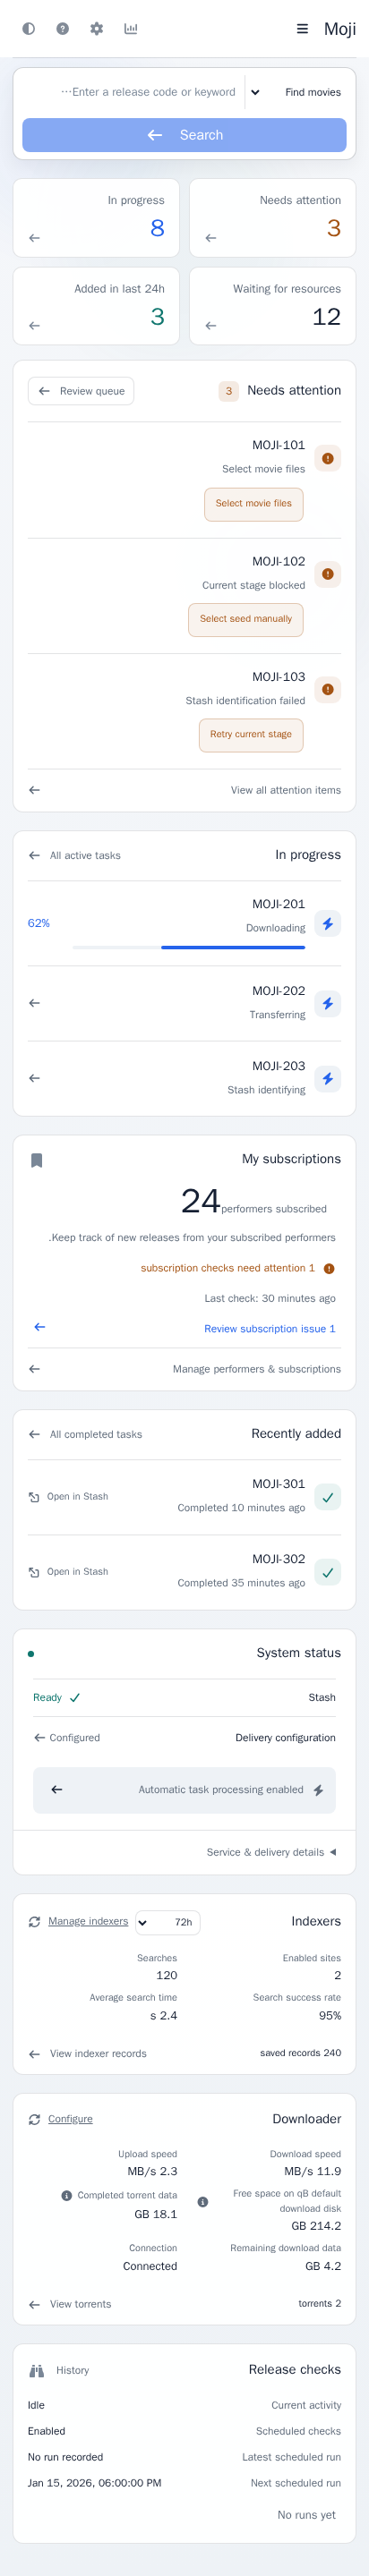 Moji
Find movies
Enter a release code or keyword…
Search
Needs attention
3
In progress
8
Waiting for resources
12
Added in last 24h
3
Needs attention 3
Review queue
MOJI-101
Select movie files
Select movie files
MOJI-102
Current stage blocked
Select seed manually
MOJI-103
Stash identification failed
Retry current stage
View all attention items
In progress
All active tasks
MOJI-201
Downloading
62%
MOJI-202
Transferring
MOJI-203
Stash identifying
My subscriptions
24 performers subscribed
.Keep track of new releases from your subscribed performers
subscription checks need attention 1
Last check: 30 minutes ago
Review subscription issue 1
Manage performers & subscriptions
Recently added
All completed tasks
MOJI-301
Completed 10 minutes ago
Open in Stash
MOJI-302
Completed 35 minutes ago
Open in Stash
System status
Stash
Ready
Delivery configuration
Configured
Automatic task processing enabled
Service & delivery details
Indexers
72h
Manage indexers
Enabled sites
2
Searches
120
Search success rate
95%
Average search time
s 2.4
saved records 240
View indexer records
Downloader
Configure
Download speed
MB/s 11.9
Upload speed
MB/s 2.3
Free space on qB default
download disk
GB 214.2
Completed torrent data
GB 18.1
Remaining download data
GB 4.2
Connection
Connected
torrents 2
View torrents
Release checks
History
Current activity
Idle
Scheduled checks
Enabled
Latest scheduled run
No run recorded
Next scheduled run
Jan 15, 2026, 06:00:00 PM
No runs yet